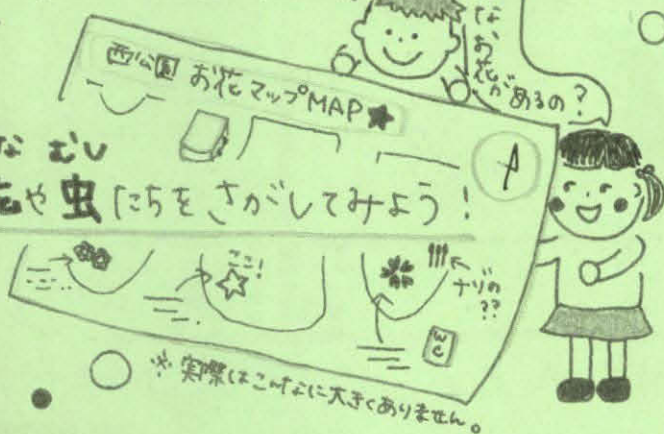 な
お
花が
あるの？
西公園 お花マップMAP★
なむし
花や虫たちをさがしてみよう！
ここ！
ナゾの
??
WC
※実際はこんなに大きくありません。